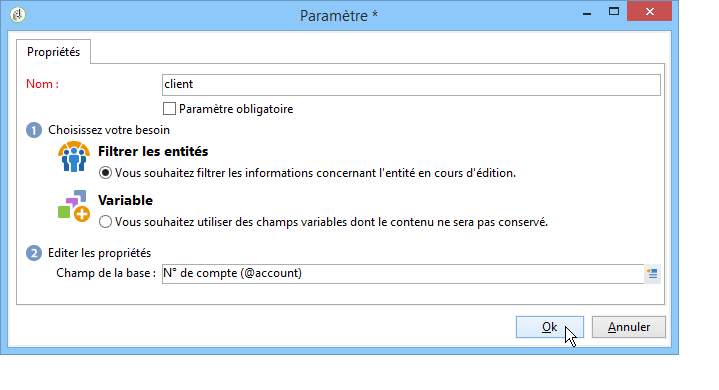 Paramètre *
Propriétés
Nom : client
Paramètre obligatoire
1 Choisissez votre besoin
Filtrer les entités
Vous souhaitez filtrer les informations concernant l'entité en cours d'édition.
Variable
Vous souhaitez utiliser des champs variables dont le contenu ne sera pas conservé.
2 Editer les propriétés
Champ de la base : N° de compte (@account)
Ok Annuler